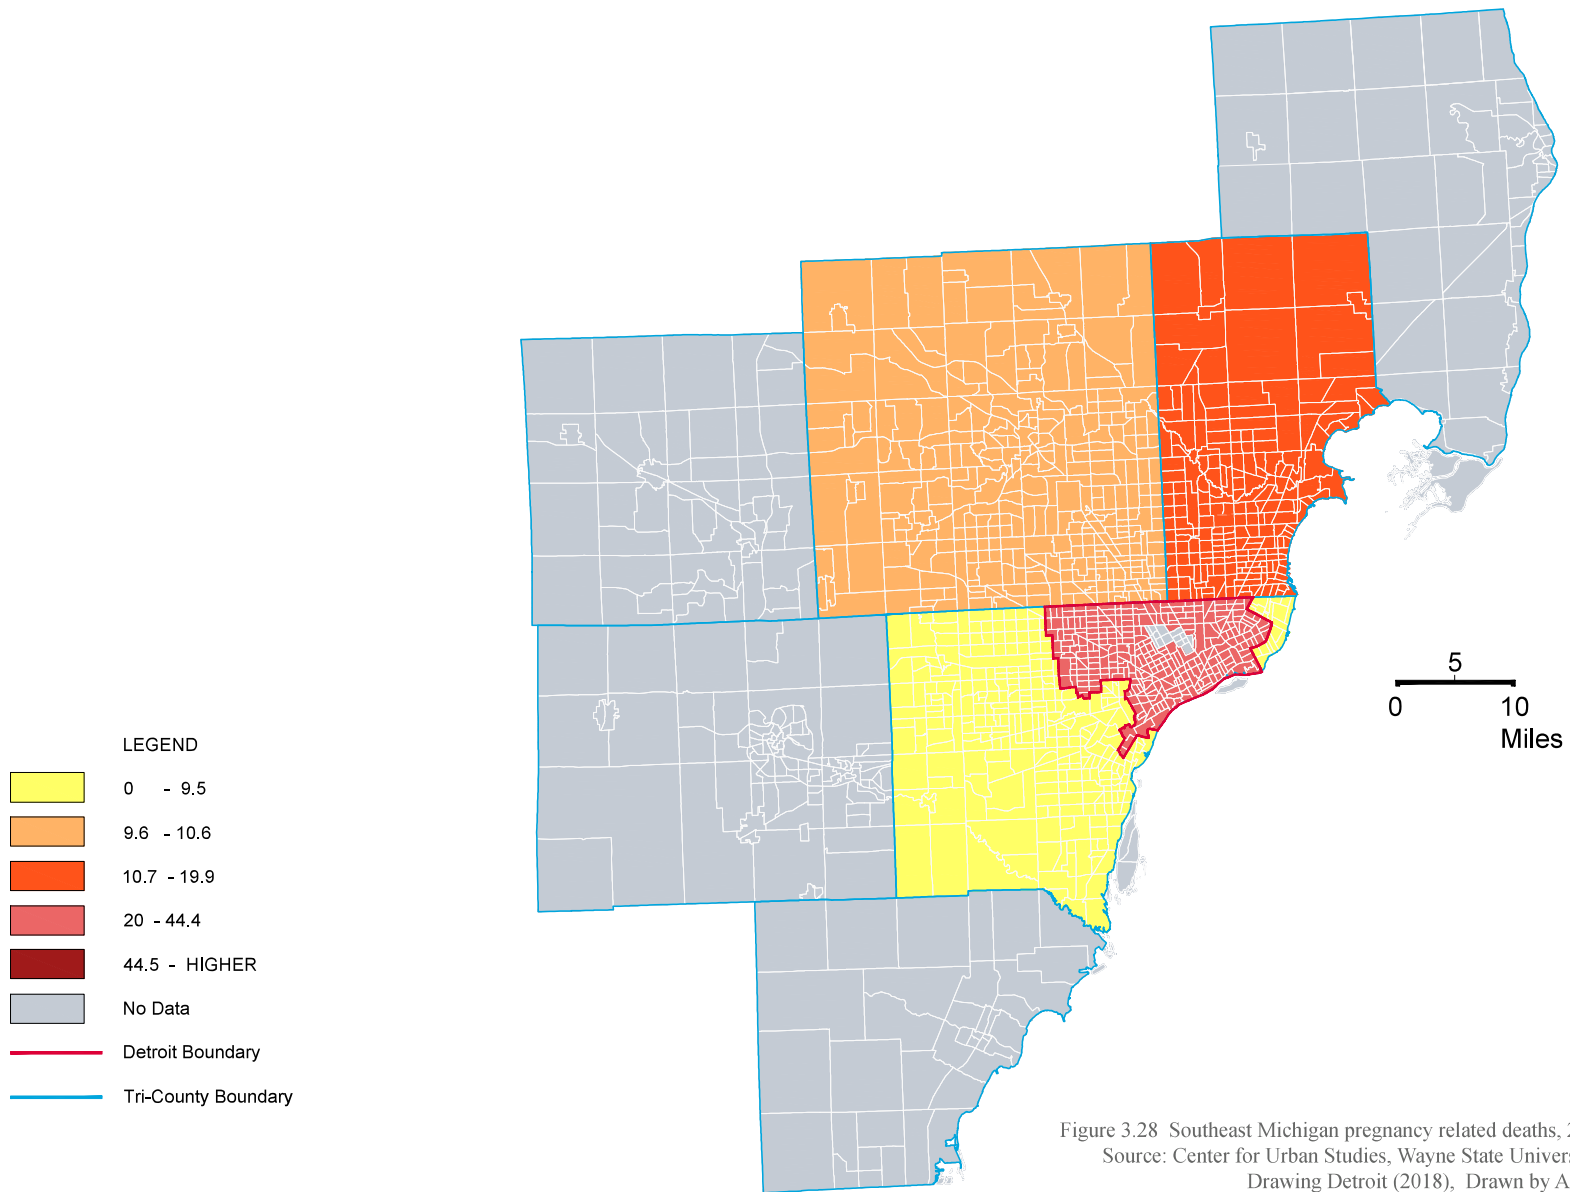 5
0 10
Miles
LEGEND
0 - 9.5
9.6 - 10.6
10.7 - 19.9
20 - 44.4
44.5 - HIGHER
No Data
Detroit Boundary
Tri-County Boundary
Figure 3.28 Southeast Michigan pregnancy related deaths,
Source: Center for Urban Studies, Wayne State
Drawing Detroit (2018), Drawn by